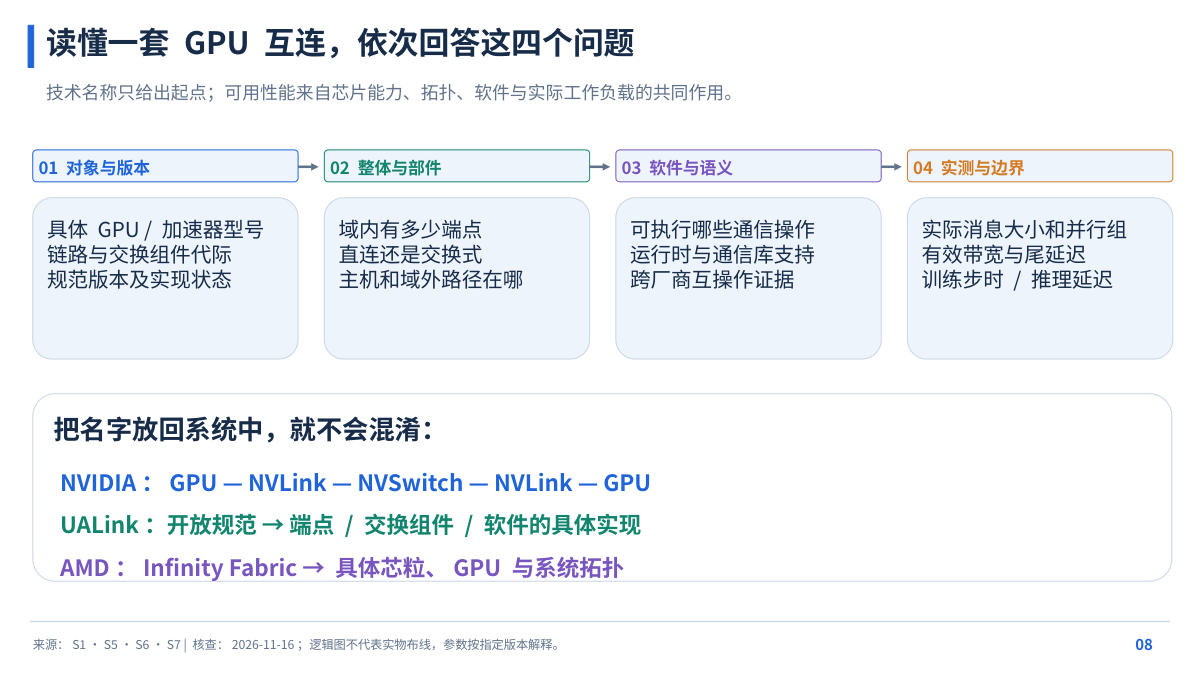 读懂一套 GPU 互连，依次回答这四个问题
技术名称只给出起点；可用性能来自芯片能力、拓扑、软件与实际工作负载的共同作用。
01 对象与版本
具体 GPU / 加速器型号
链路与交换组件代际
规范版本及实现状态
02 整体与部件
域内有多少端点
直连还是交换式
主机和域外路径在哪
03 软件与语义
可执行哪些通信操作
运行时与通信库支持
跨厂商互操作证据
04 实测与边界
实际消息大小和并行组
有效带宽与尾延迟
训练步时 / 推理延迟
把名字放回系统中，就不会混淆：
NVIDIA： GPU — NVLink — NVSwitch — NVLink — GPU
UALink：开放规范 → 端点 / 交换组件 / 软件的具体实现
AMD： Infinity Fabric → 具体芯粒、 GPU 与系统拓扑
来源： S1 · S5 · S6 · S7 | 核查： 2026-11-16；逻辑图不代表实物布线，参数按指定版本解释。
08